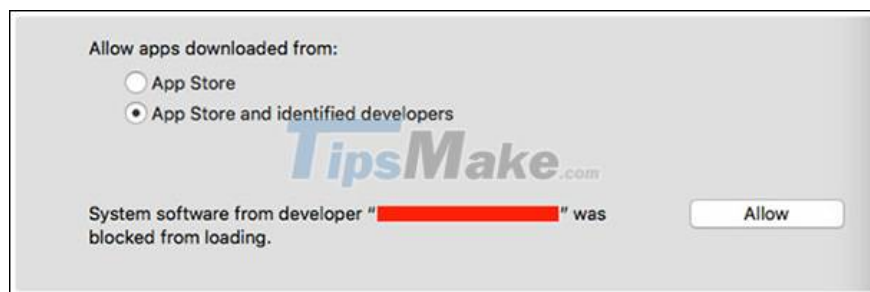 Allow apps downloaded from:
App Store
App Store and identified developers
TipsMake.com
System software from developer “ ” was
blocked from loading.
Allow